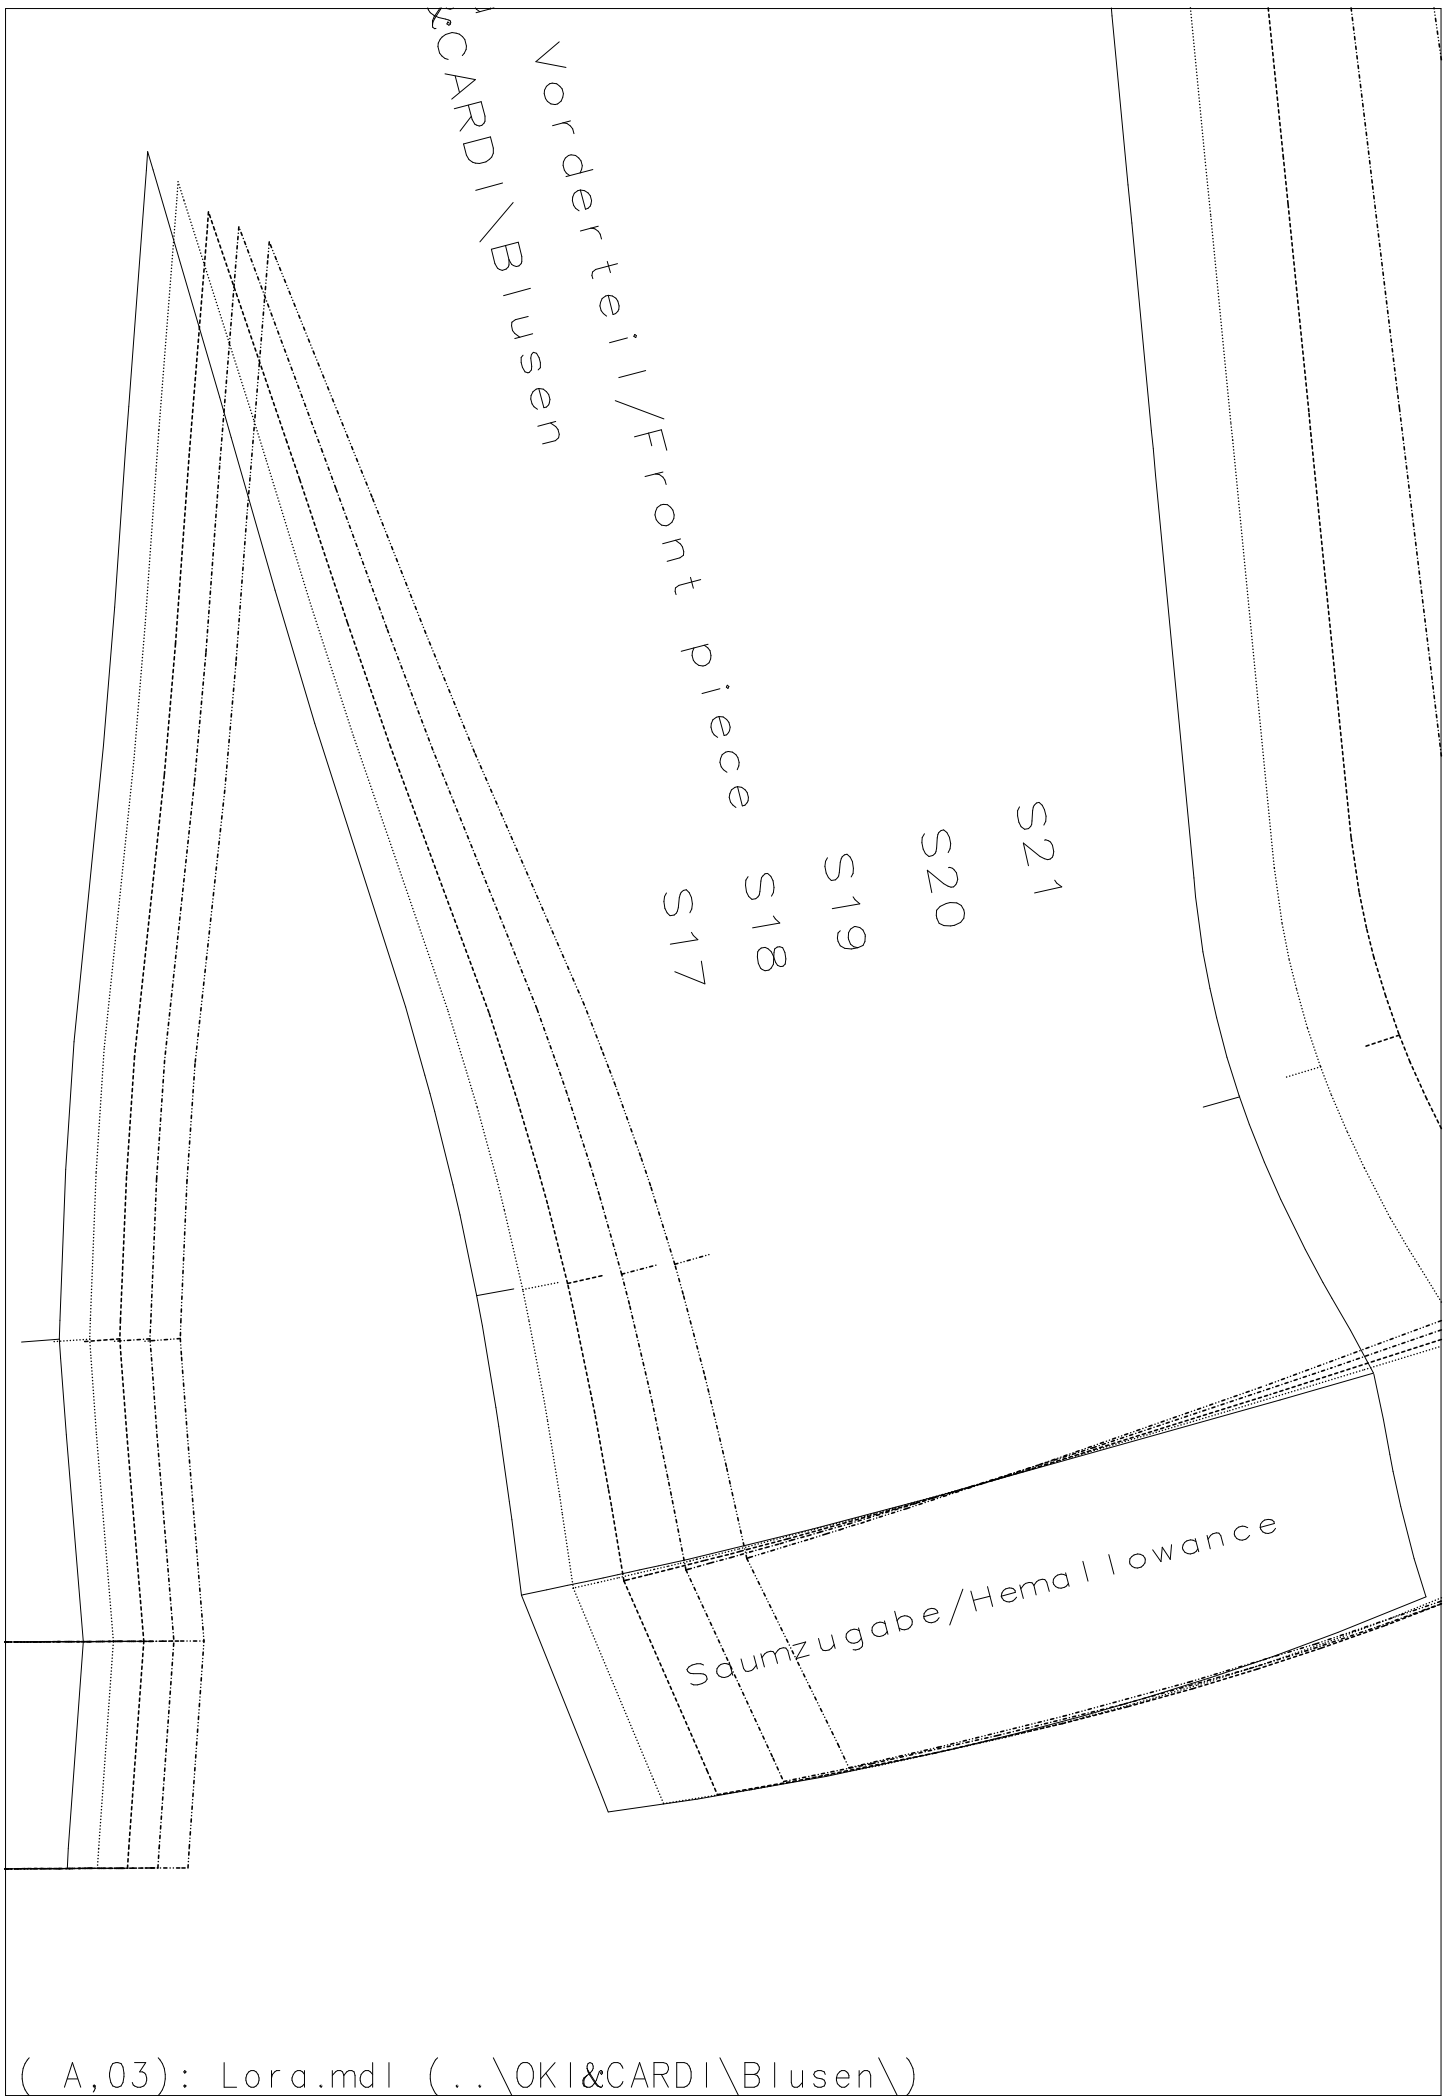 &CARDI\Blusen
Vorderteil/Front piece
S17
S18
S19
S20
S21
Saumzugabe/Hemallowance
( A,03): Lora.mdl (..\OKI&CARDI\Blusen\)